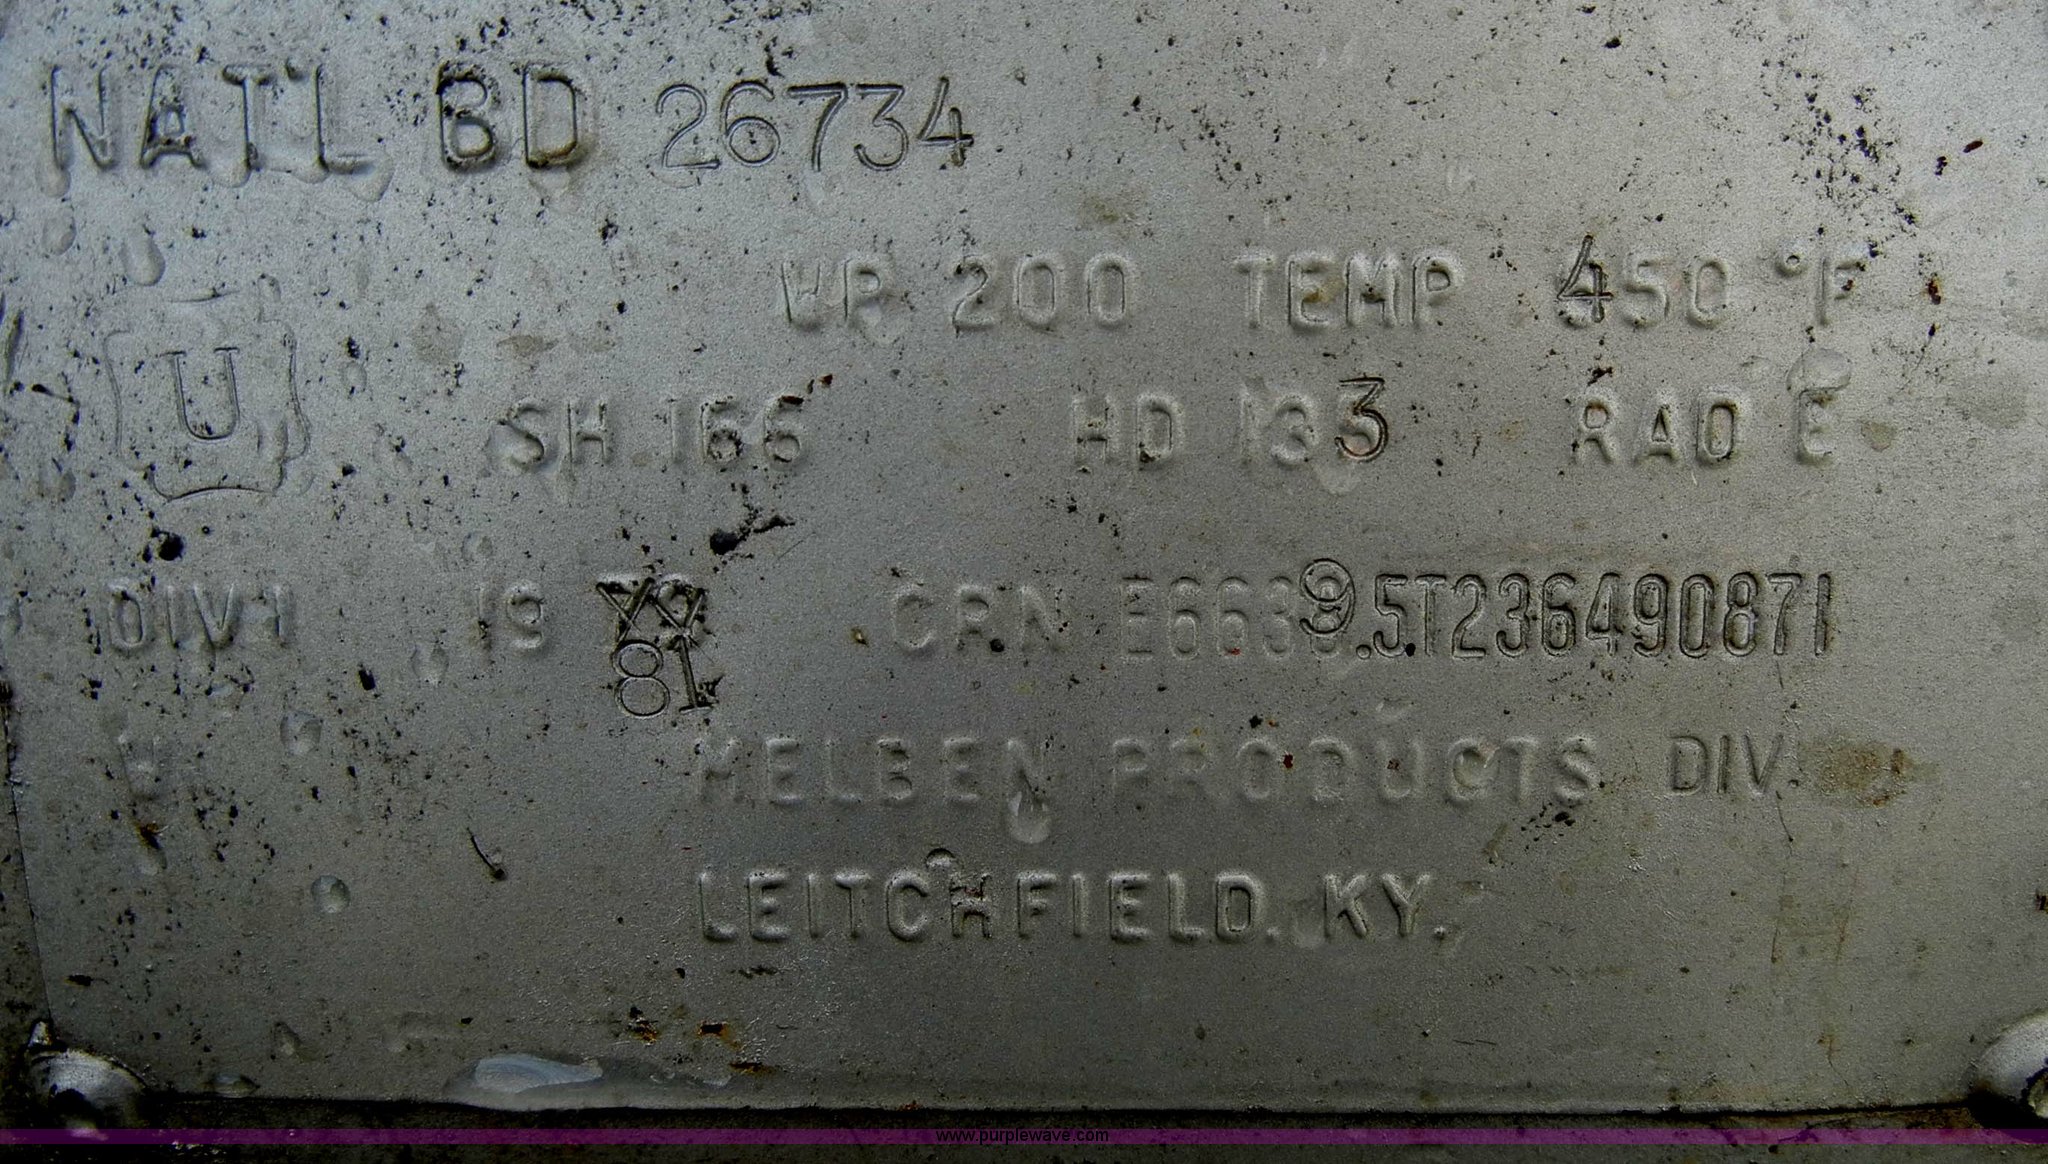 NAT'L BD 26734
WP 200 TEMP 450 °F
U
SH 166 HD 133 RAD E
DIV 1 19 CRN E6639.5T236490871
81
MELBEN PRODUCTS DIV.
LEITCHFIELD. KY.
www.purplewave.com